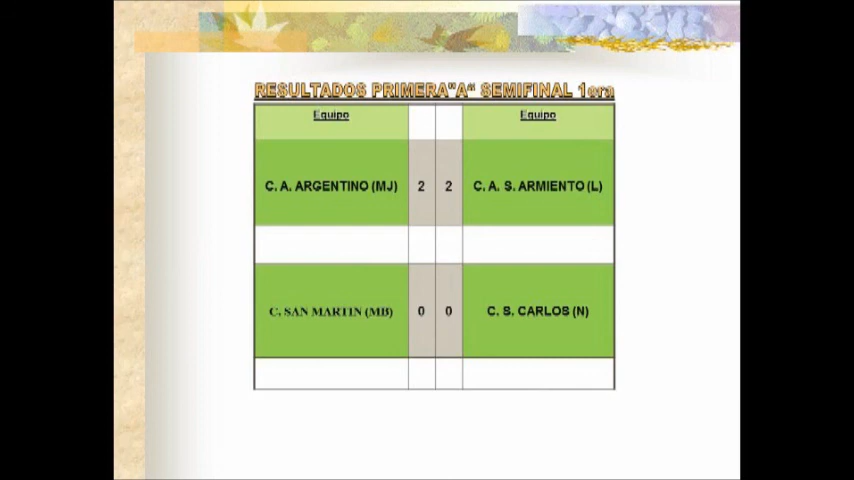 RESULTADOS PRIMERA"A" SEMIFINAL 1era
Equipo Equipo
C. A. ARGENTINO (MJ) 2 2 C. A. S. ARMIENTO (L)
C. SAN MARTIN (MB) 0 0 C. S. CARLOS (N)